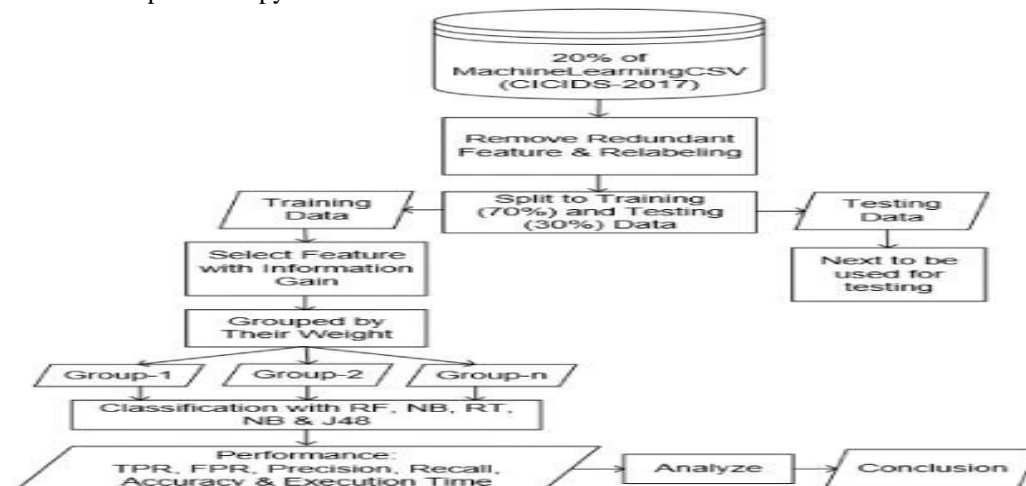 20% of
MachineLearningCSV
(CICIDS-2017)
Remove Redundant
Feature & Relabeling
Split to Training
(70%) and Testing
(30%) Data
Training
Data
Testing
Data
Select Feature
with Information
Gain
Next to be
used for
testing
Grouped by
Their Weight
Group-1
Group-2
Group-n
Classification with RF, NB, RT,
NB & J48
Performance:
TPR, FPR, Precision, Recall,
Accuracy & Execution Time
Analyze
Conclusion